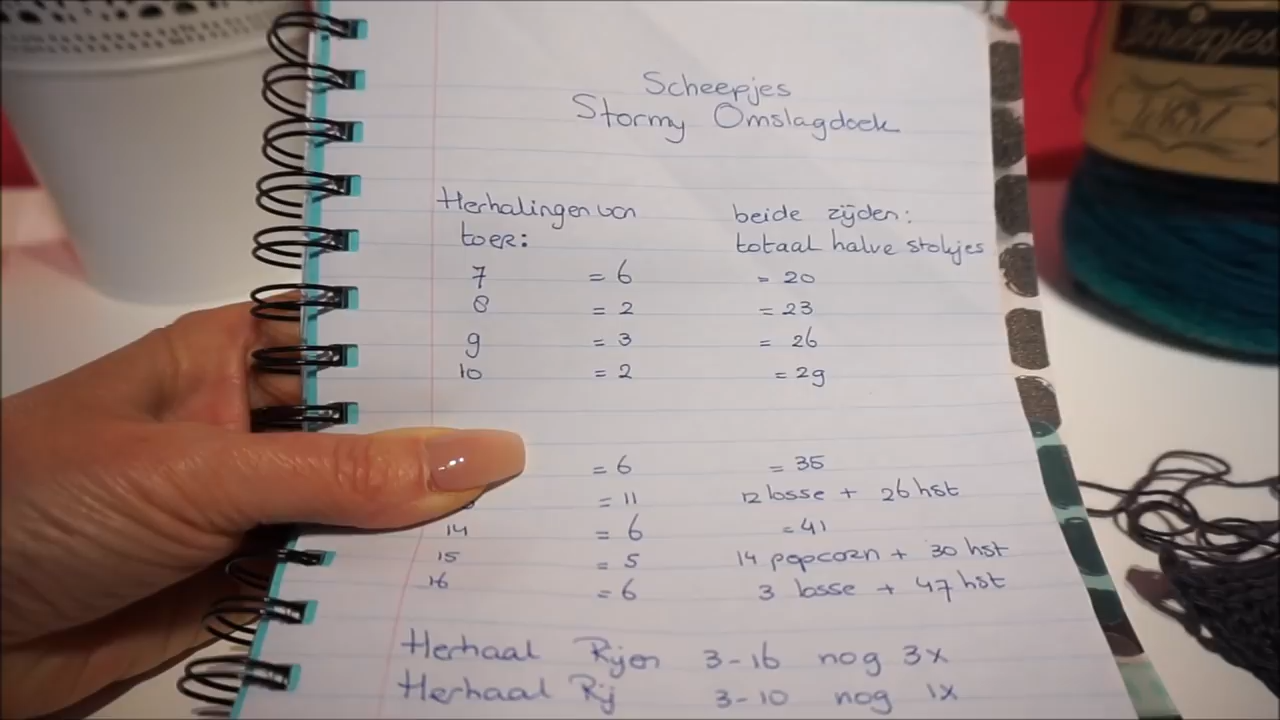 Scheepjes
Stormy Omslagdoek
Herhalingen van beide zijden:
toer: totaal halve stokjes
7 = 6 = 20
8 = 2 = 23
9 = 3 = 26
10 = 2 = 29
= 6 = 35
= 11 12 losse + 26 hst
14 = 6 = 41
15 = 5 14 popcorn + 30 hst
16 = 6 3 losse + 47 hst
Herhaal Rijen 3-16 nog 3x
Herhaal Rij 3-10 nog 1x
Scheepjes
Whirl